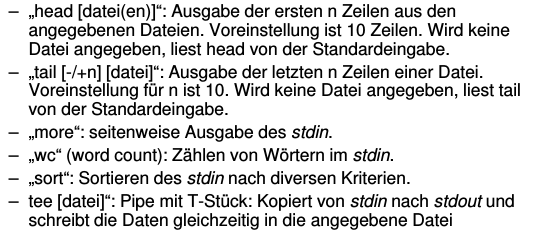 – „head [datei(en)]“: Ausgabe der ersten n Zeilen aus den
angegebenen Dateien. Voreinstellung ist 10 Zeilen. Wird keine
Datei angegeben, liest head von der Standardeingabe.
– „tail [-/+n] [datei]“: Ausgabe der letzten n Zeilen einer Datei.
Voreinstellung für n ist 10. Wird keine Datei angegeben, liest tail
von der Standardeingabe.
– „more“: seitenweise Ausgabe des stdin.
– „wc“ (word count): Zählen von Wörtern im stdin.
– „sort“: Sortieren des stdin nach diversen Kriterien.
– tee [datei]“: Pipe mit T-Stück: Kopiert von stdin nach stdout und
schreibt die Daten gleichzeitig in die angegebene Datei